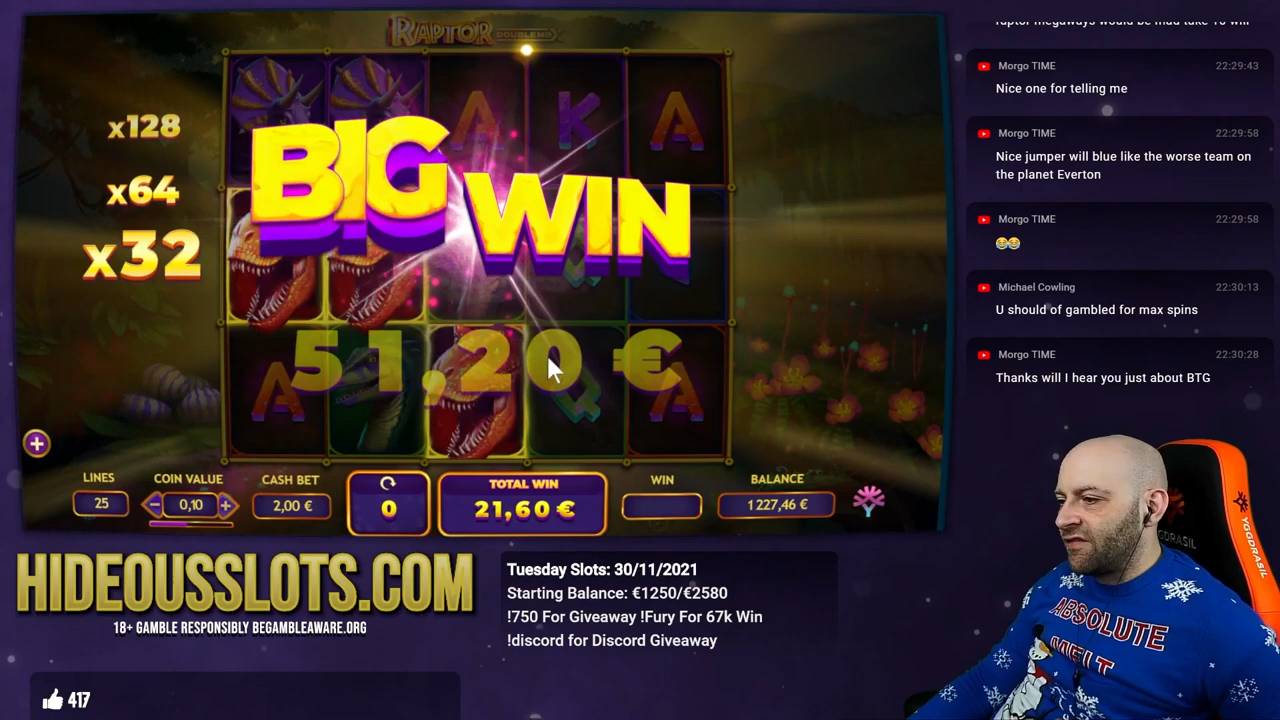 RAPTOR DOUBLEMAX
x128
x64
x32
A K A
BIG WIN
51,20 €
A Q A
LINES
25
COIN VALUE
0,10
CASH BET
2,00 €
0
TOTAL WIN
21,60 €
WIN
BALANCE
1 227,46 €
HIDEOUSSLOTS.COM
18+ GAMBLE RESPONSIBLY BEGAMBLEAWARE.ORG
Tuesday Slots: 30/11/2021
Starting Balance: €1250/€2580
!750 For Giveaway !Fury For 67k Win
!discord for Discord Giveaway
417
Morgo TIME 22:29:43
Nice one for telling me
Morgo TIME 22:29:58
Nice jumper will blue like the worse team on
the planet Everton
Morgo TIME 22:29:58
😂😂
Michael Cowling 22:30:13
U should of gambled for max spins
Morgo TIME 22:30:28
Thanks will I hear you just about BTG
ABSOLUTE
MELT
YGGDRASIL